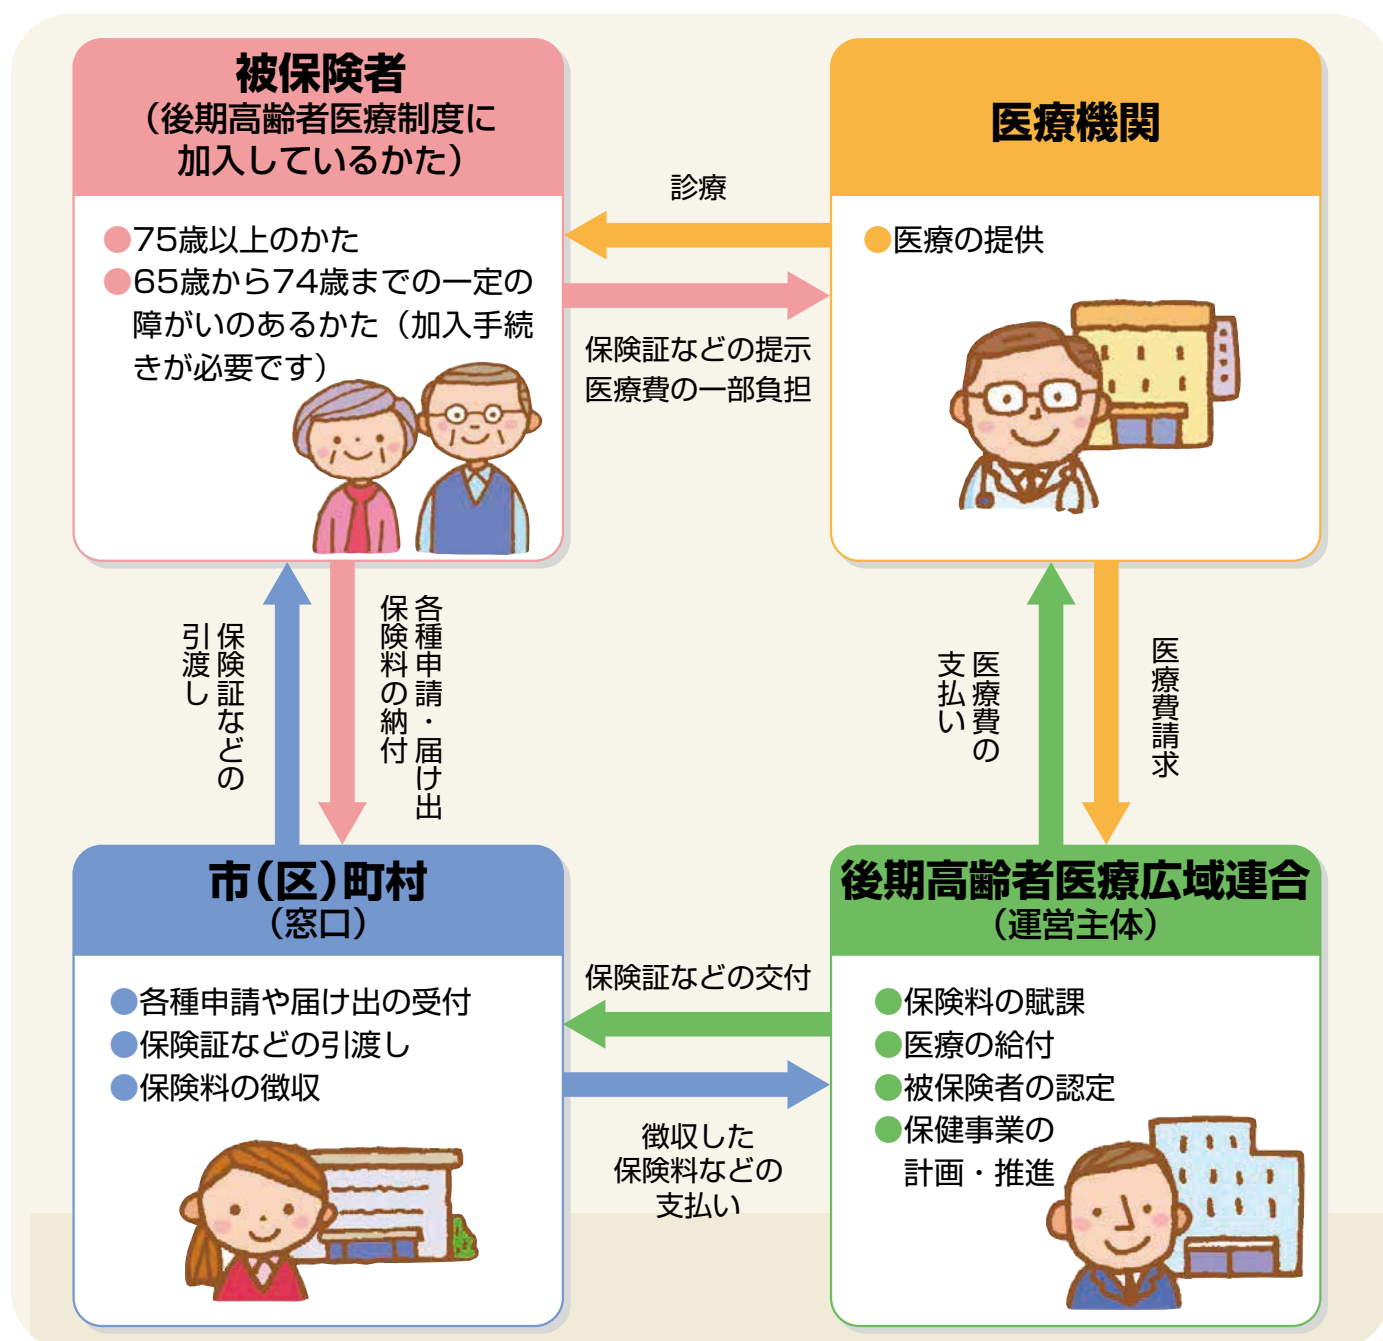 被保険者
（後期高齢者医療制度に
加入しているかた）
●75歳以上のかた
●65歳から74歳までの一定の
障がいのあるかた（加入手続
きが必要です）
診療
保険証などの提示
医療費の一部負担
医療機関
●医療の提供
保険証などの
引渡し
各種申請・届け出
保険料の納付
医療費の
支払い
医療費請求
市（区）町村
（窓口）
●各種申請や届け出の受付
●保険証などの引渡し
●保険料の徴収
保険証などの交付
徴収した
保険料などの
支払い
後期高齢者医療広域連合
（運営主体）
●保険料の賦課
●医療の給付
●被保険者の認定
●保健事業の
計画・推進